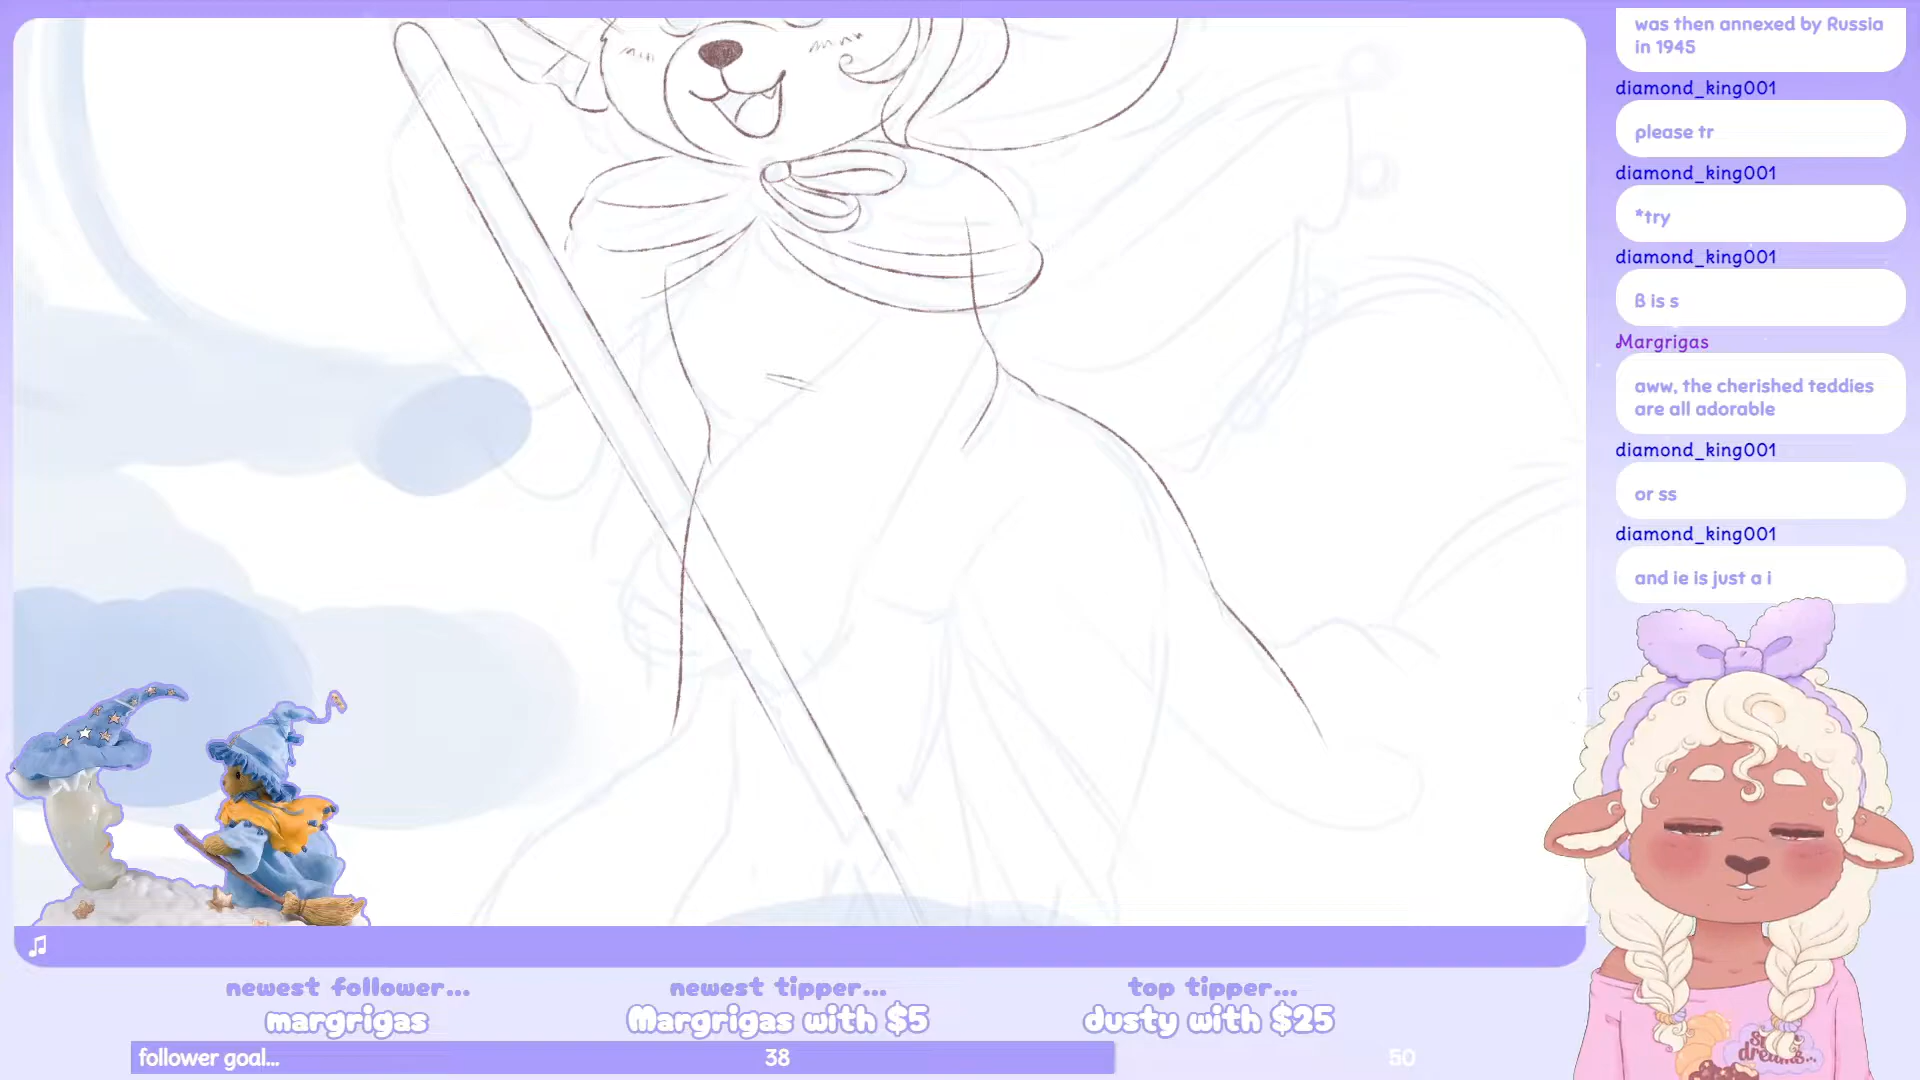 was then annexed by Russia
in 1945
diamond_king001
please tr
diamond_king001
*try
diamond_king001
ß is s
Margrigas
aww, the cherished teddies
are all adorable
diamond_king001
or ss
diamond_king001
and ie is just a i
newest follower...
margrigas
newest tipper...
Margrigas with $5
top tipper...
dusty with $25
follower goal...
38
50
dreams...